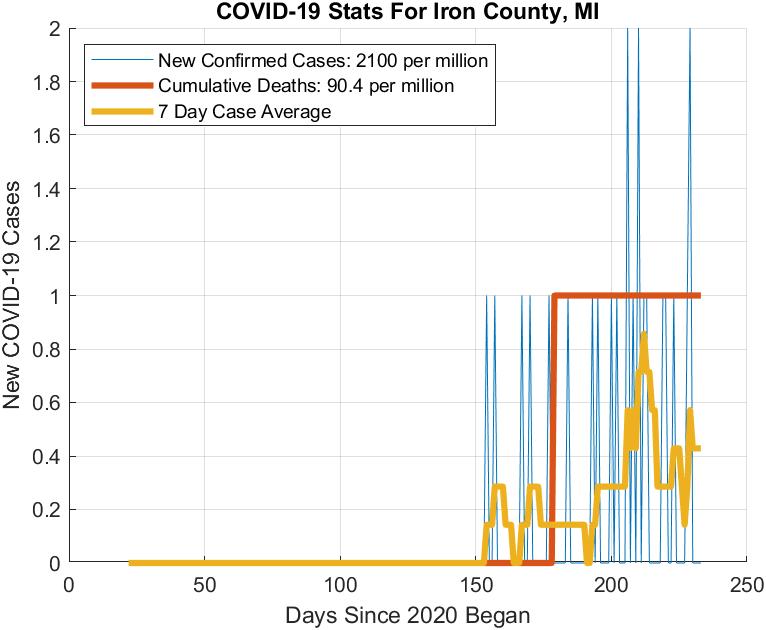 COVID-19 Stats For Iron County, MI
New Confirmed Cases: 2100 per million
Cumulative Deaths: 90.4 per million
7 Day Case Average
2
1.8
1.6
1.4
1.2
1
0.8
0.6
0.4
0.2
0
New COVID-19 Cases
0 50 100 150 200 250
Days Since 2020 Began